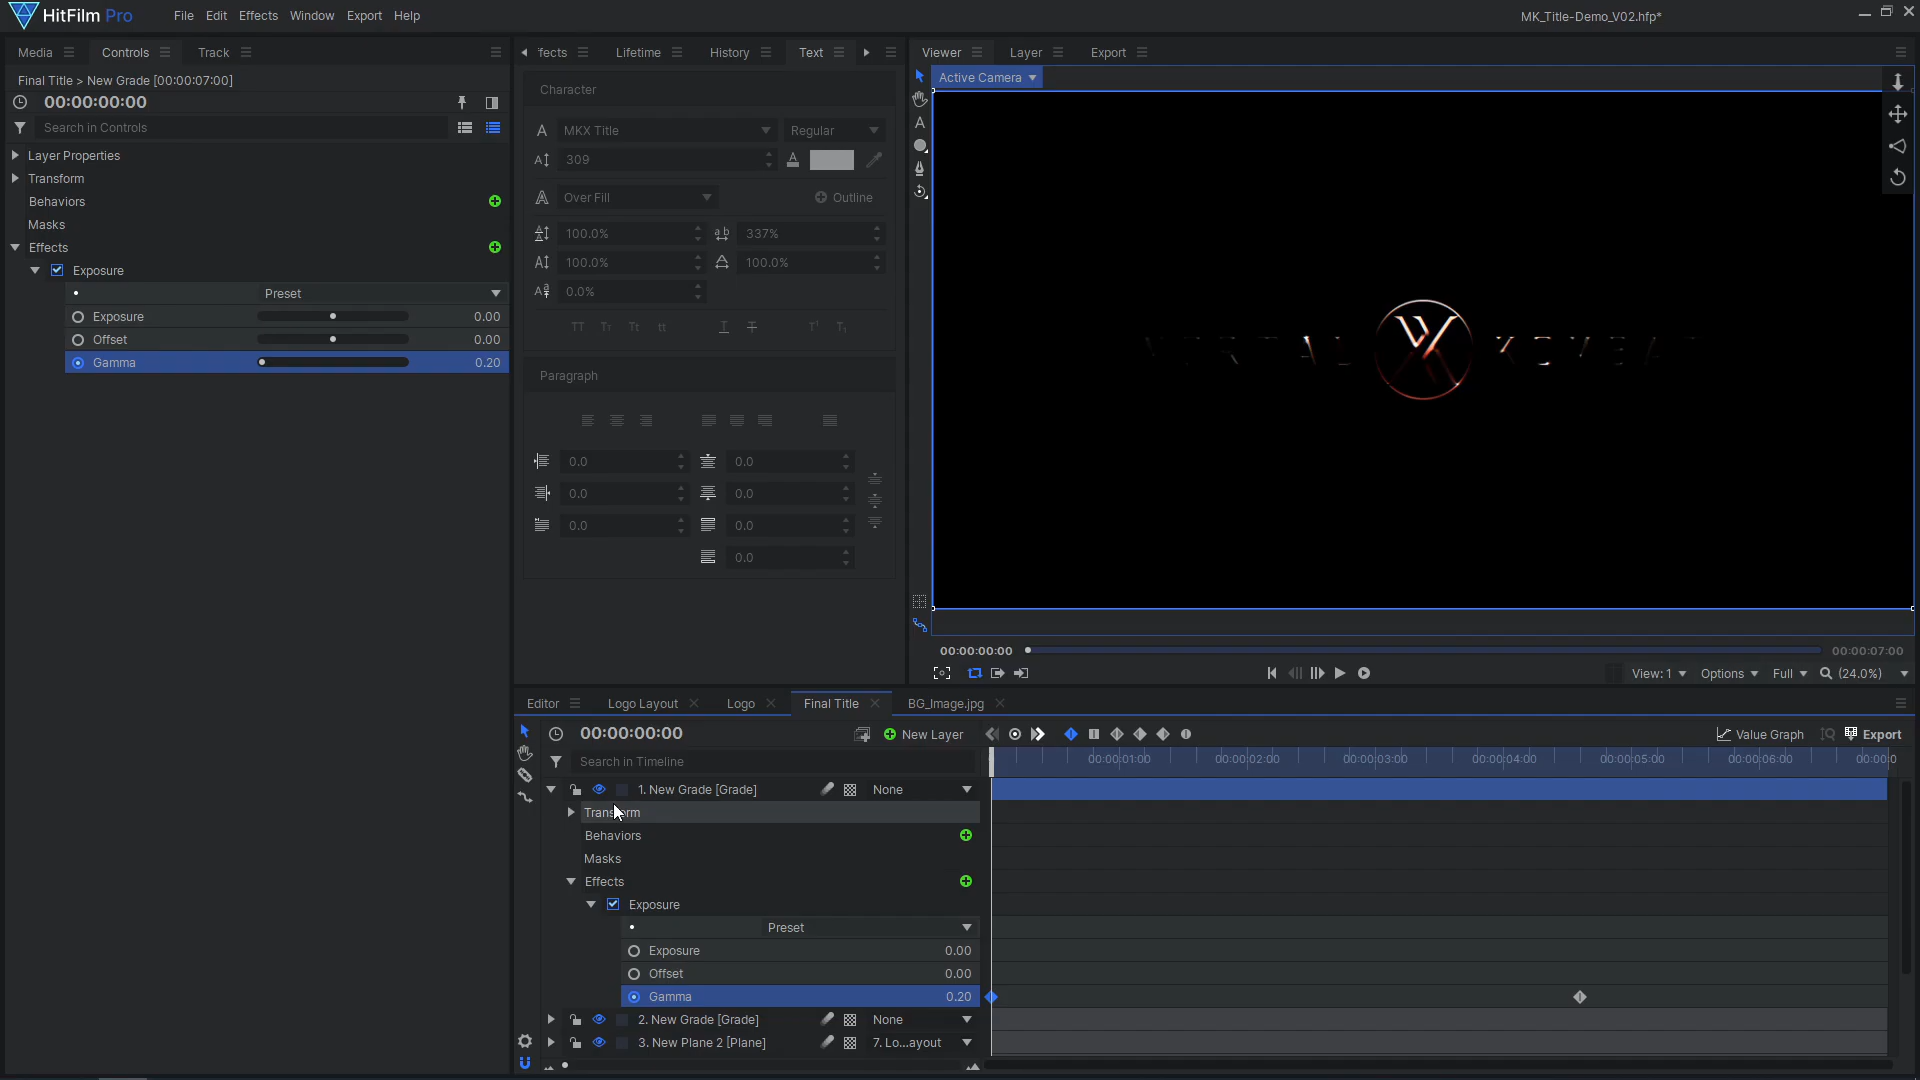 HitFilm Pro
File Edit Effects Window Export Help
MK_Title-Demo_V02.hfp*
Media Controls Track
ffects Lifetime History Text
Viewer Layer Export
Final Title > New Grade [00:00:07:00]
00:00:00:00
Search in Controls
Layer Properties
Transform
Behaviors
Masks
Effects
Exposure
Preset
Exposure 0.00
Offset 0.00
Gamma 0.20
Character
MKX Title Regular
309
Over Fill Outline
100.0% 337%
100.0% 100.0%
0.0%
TT TT Tt tt T T T T
Paragraph
0.0 0.0
0.0 0.0
0.0 0.0
0.0
Active Camera
00:00:00:00 00:00:07:00
View: 1 Options Full (24.0%)
Editor Logo Layout Logo Final Title BG_Image.jpg
00:00:00:00 New Layer Value Graph Export
Search in Timeline
00:00:01:00 00:00:02:00 00:00:03:00 00:00:04:00 00:00:05:00 00:00:06:00 00:00:0
1. New Grade [Grade] None
Transform
Behaviors
Masks
Effects
Exposure
Preset
Exposure 0.00
Offset 0.00
Gamma 0.20
2. New Grade [Grade] None
3. New Plane 2 [Plane] 7. Lo...ayout